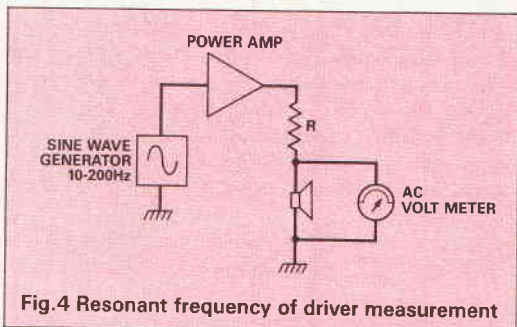 POWER AMP
R
SINE WAVE
GENERATOR
10-200Hz
AC
VOLT METER
Fig.4 Resonant frequency of driver measurement